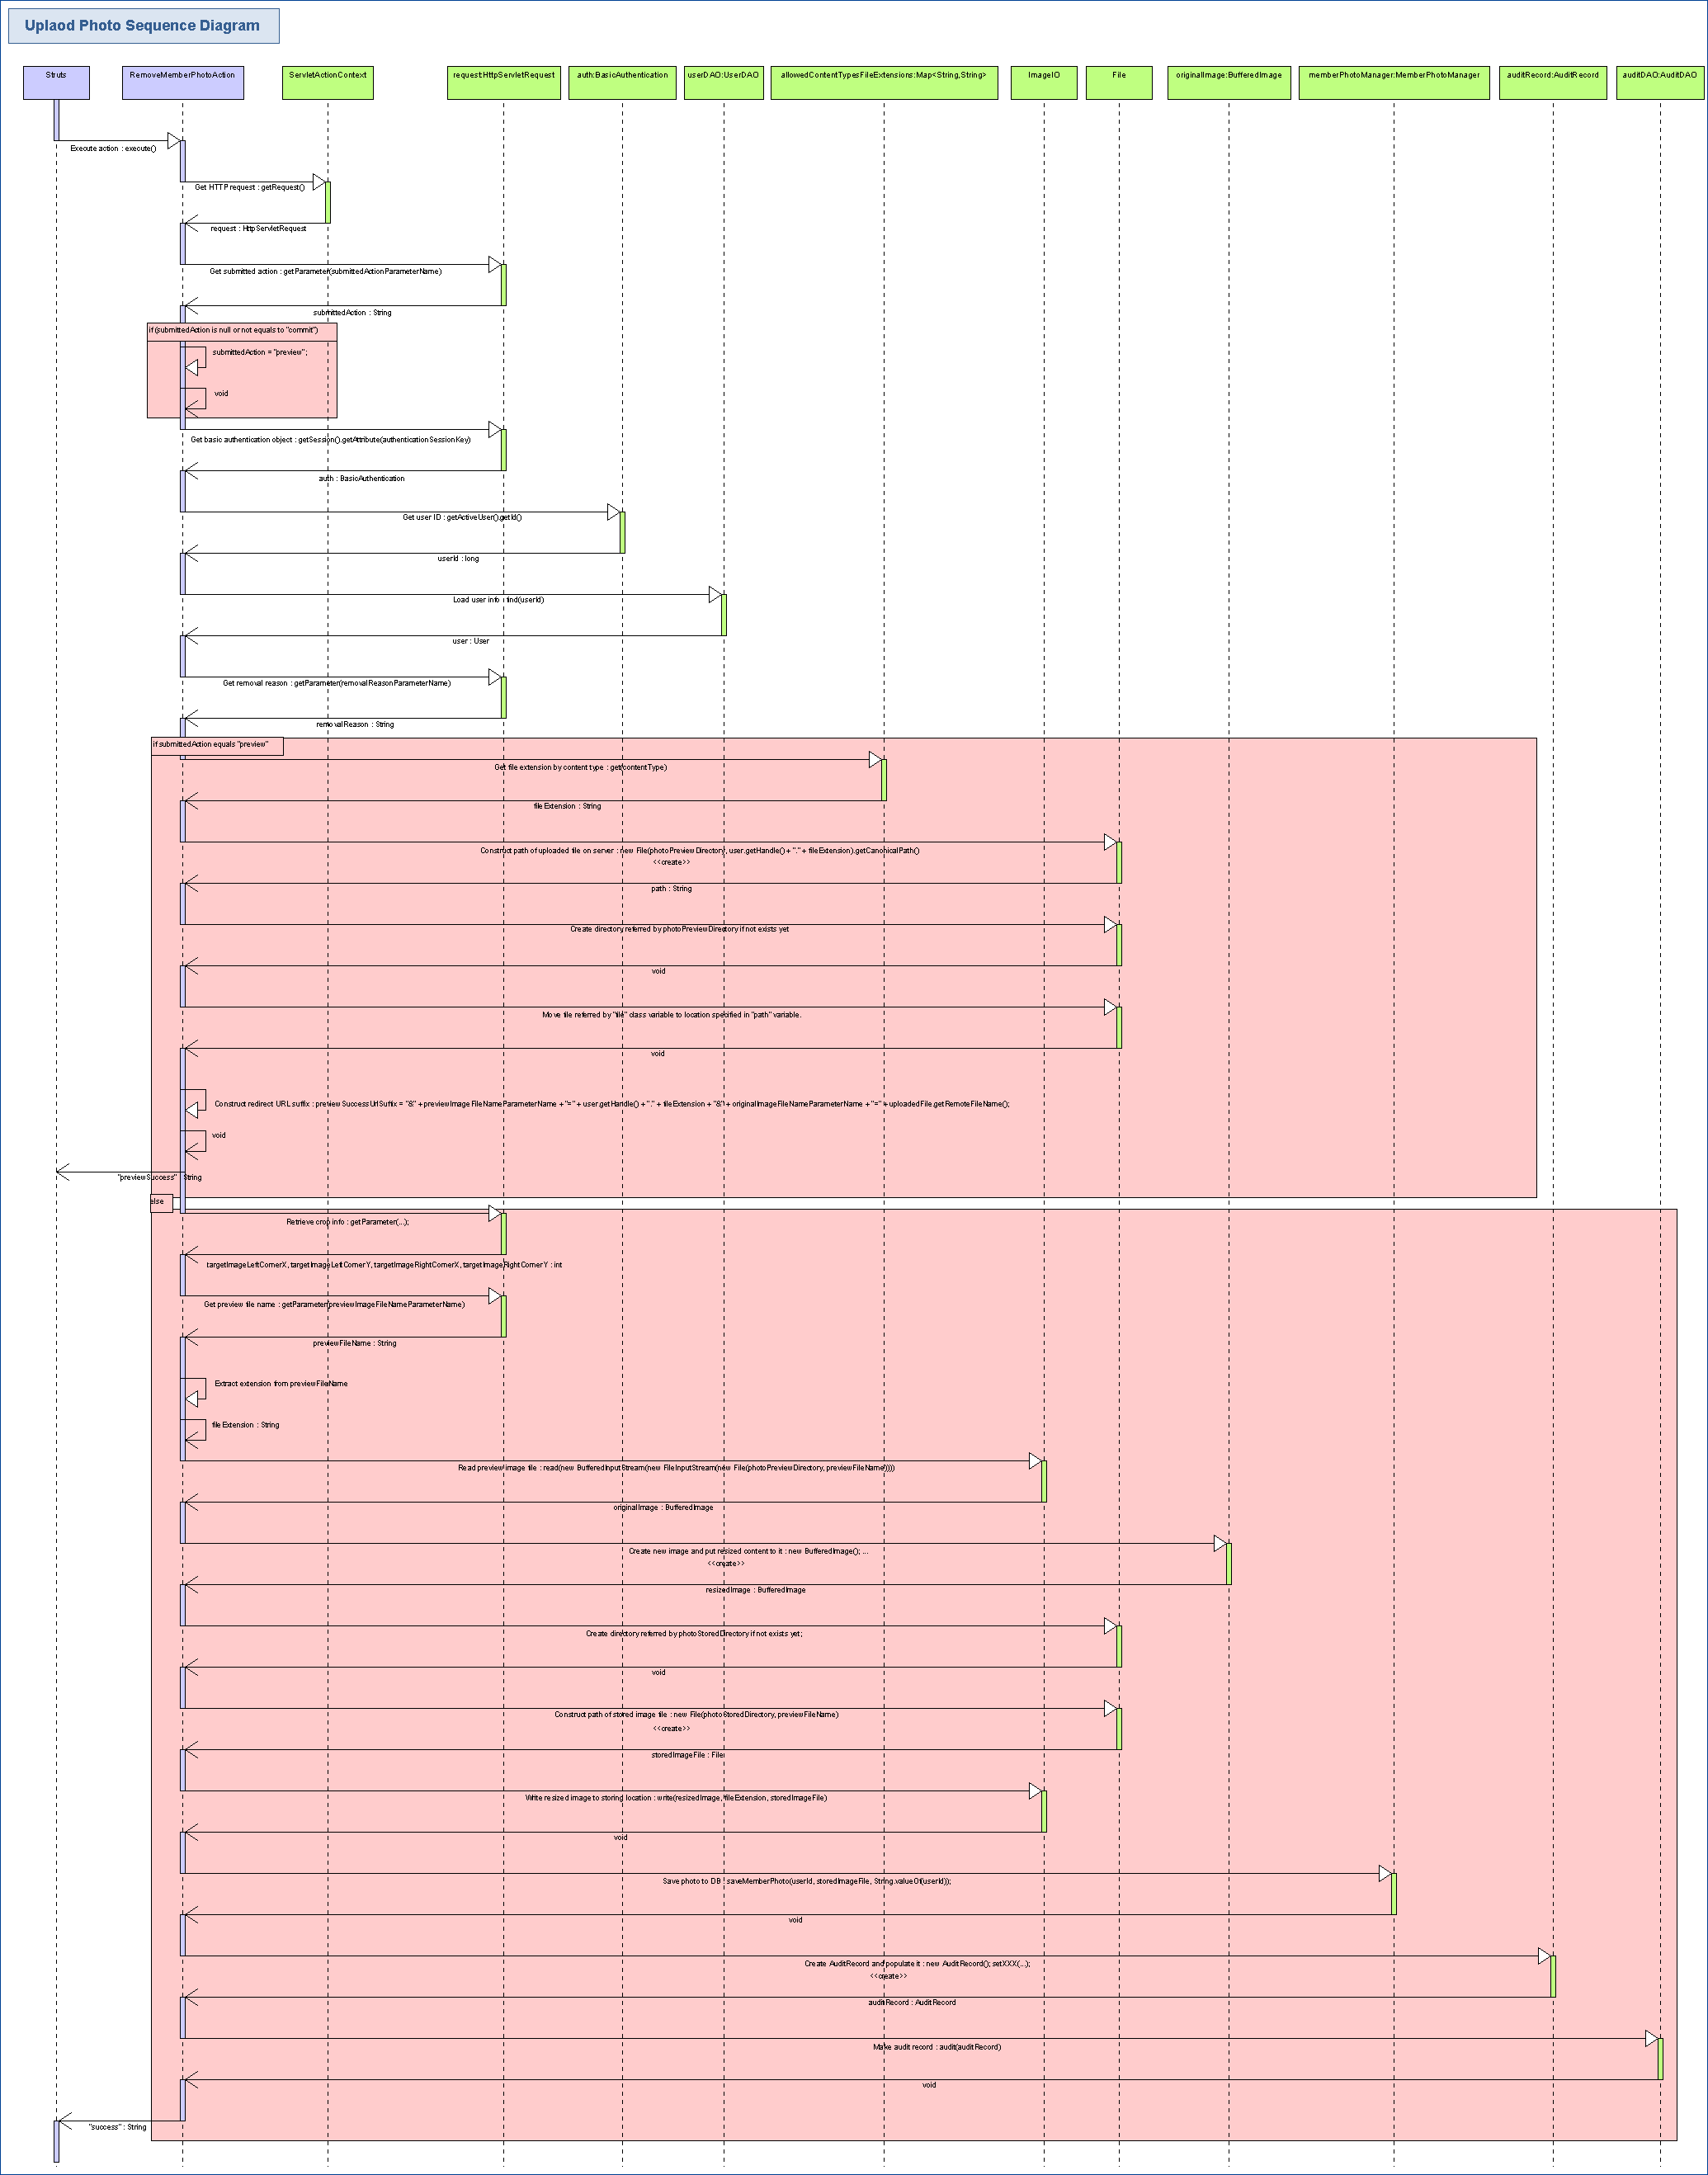 Uplaod Photo Sequence Diagram
Struts
RemoveMemberPhotoAction
ServletActionContext
request:HttpServletRequest
auth:BasicAuthentication
userDAO:UserDAO
allowedContentTypesFileExtensions:Map<String,String>
ImageIO
File
originalImage:BufferedImage
memberPhotoManager:MemberPhotoManager
auditRecord:AuditRecord
auditDAO:AuditDAO
Execute action : execute()
Get HTTP request : getRequest()
request : HttpServletRequest
Get submitted action : getParameter(submittedActionParameterName)
submittedAction : String
if (submittedAction is null or not equals to "commit")
submittedAction = "preview";
void
Get basic authentication object : getSession().getAttribute(authenticationSessionKey)
auth : BasicAuthentication
Get user ID : getActiveUser().getId()
userId : long
Load user info : find(userId)
user : User
Get removal reason : getParameter(removalReasonParameterName)
removalReason : String
if submittedAction equals "preview"
Get file extension by content type : get(contentType)
fileExtension : String
Construct path of uploaded file on server : new File(photoPreviewDirectory, user.getHandle() + "." + fileExtension).getCanonicalPath()
<<create>>
path : String
Create directory referred by photoPreviewDirectory if not exists yet
void
Move file referred by "file" class variable to location specified in "path" variable.
void
Construct redirect URL suffix : previewSuccessUrlSuffix = "&" + previewImageFileNameParameterName + "=" + user.getHandle() + "." + fileExtension + "&") + originalImageFileNameParameterName + "=" + uploadedFile.getRemoteFileName();
void
"previewSuccess" : String
else
Retrieve crop info : getParameter(...);
targetImageLeftCornerX, targetImageLeftCornerY, targetImageRightCornerX, targetImageRightCornerY : int
Get preview file name : getParameter(previewImageFileNameParameterName)
previewFileName : String
Extract extension from previewFileName
fileExtension : String
Read preview image file : read(new BufferedInputStream(new FileInputStream(new File(photoPreviewDirectory, previewFileName))))
originalImage : BufferedImage
Create new image and put resized content to it : new BufferedImage(); ...
<<create>>
resizedImage : BufferedImage
Create directory referred by photoStoredDirectory if not exists yet;
void
Construct path of stored image file : new File(photoStoredDirectory, previewFileName)
<<create>>
storedImageFile : File
Write resized image to storing location : write(resizedImage, fileExtension, storedImageFile)
void
Save photo to DB : saveMemberPhoto(userId, storedImageFile, String.valueOf(userId));
void
Create AuditRecord and populate it : new AuditRecord(); setXXX(...);
<<create>>
auditRecord : AuditRecord
Make audit record : audit(auditRecord)
void
"success" : String